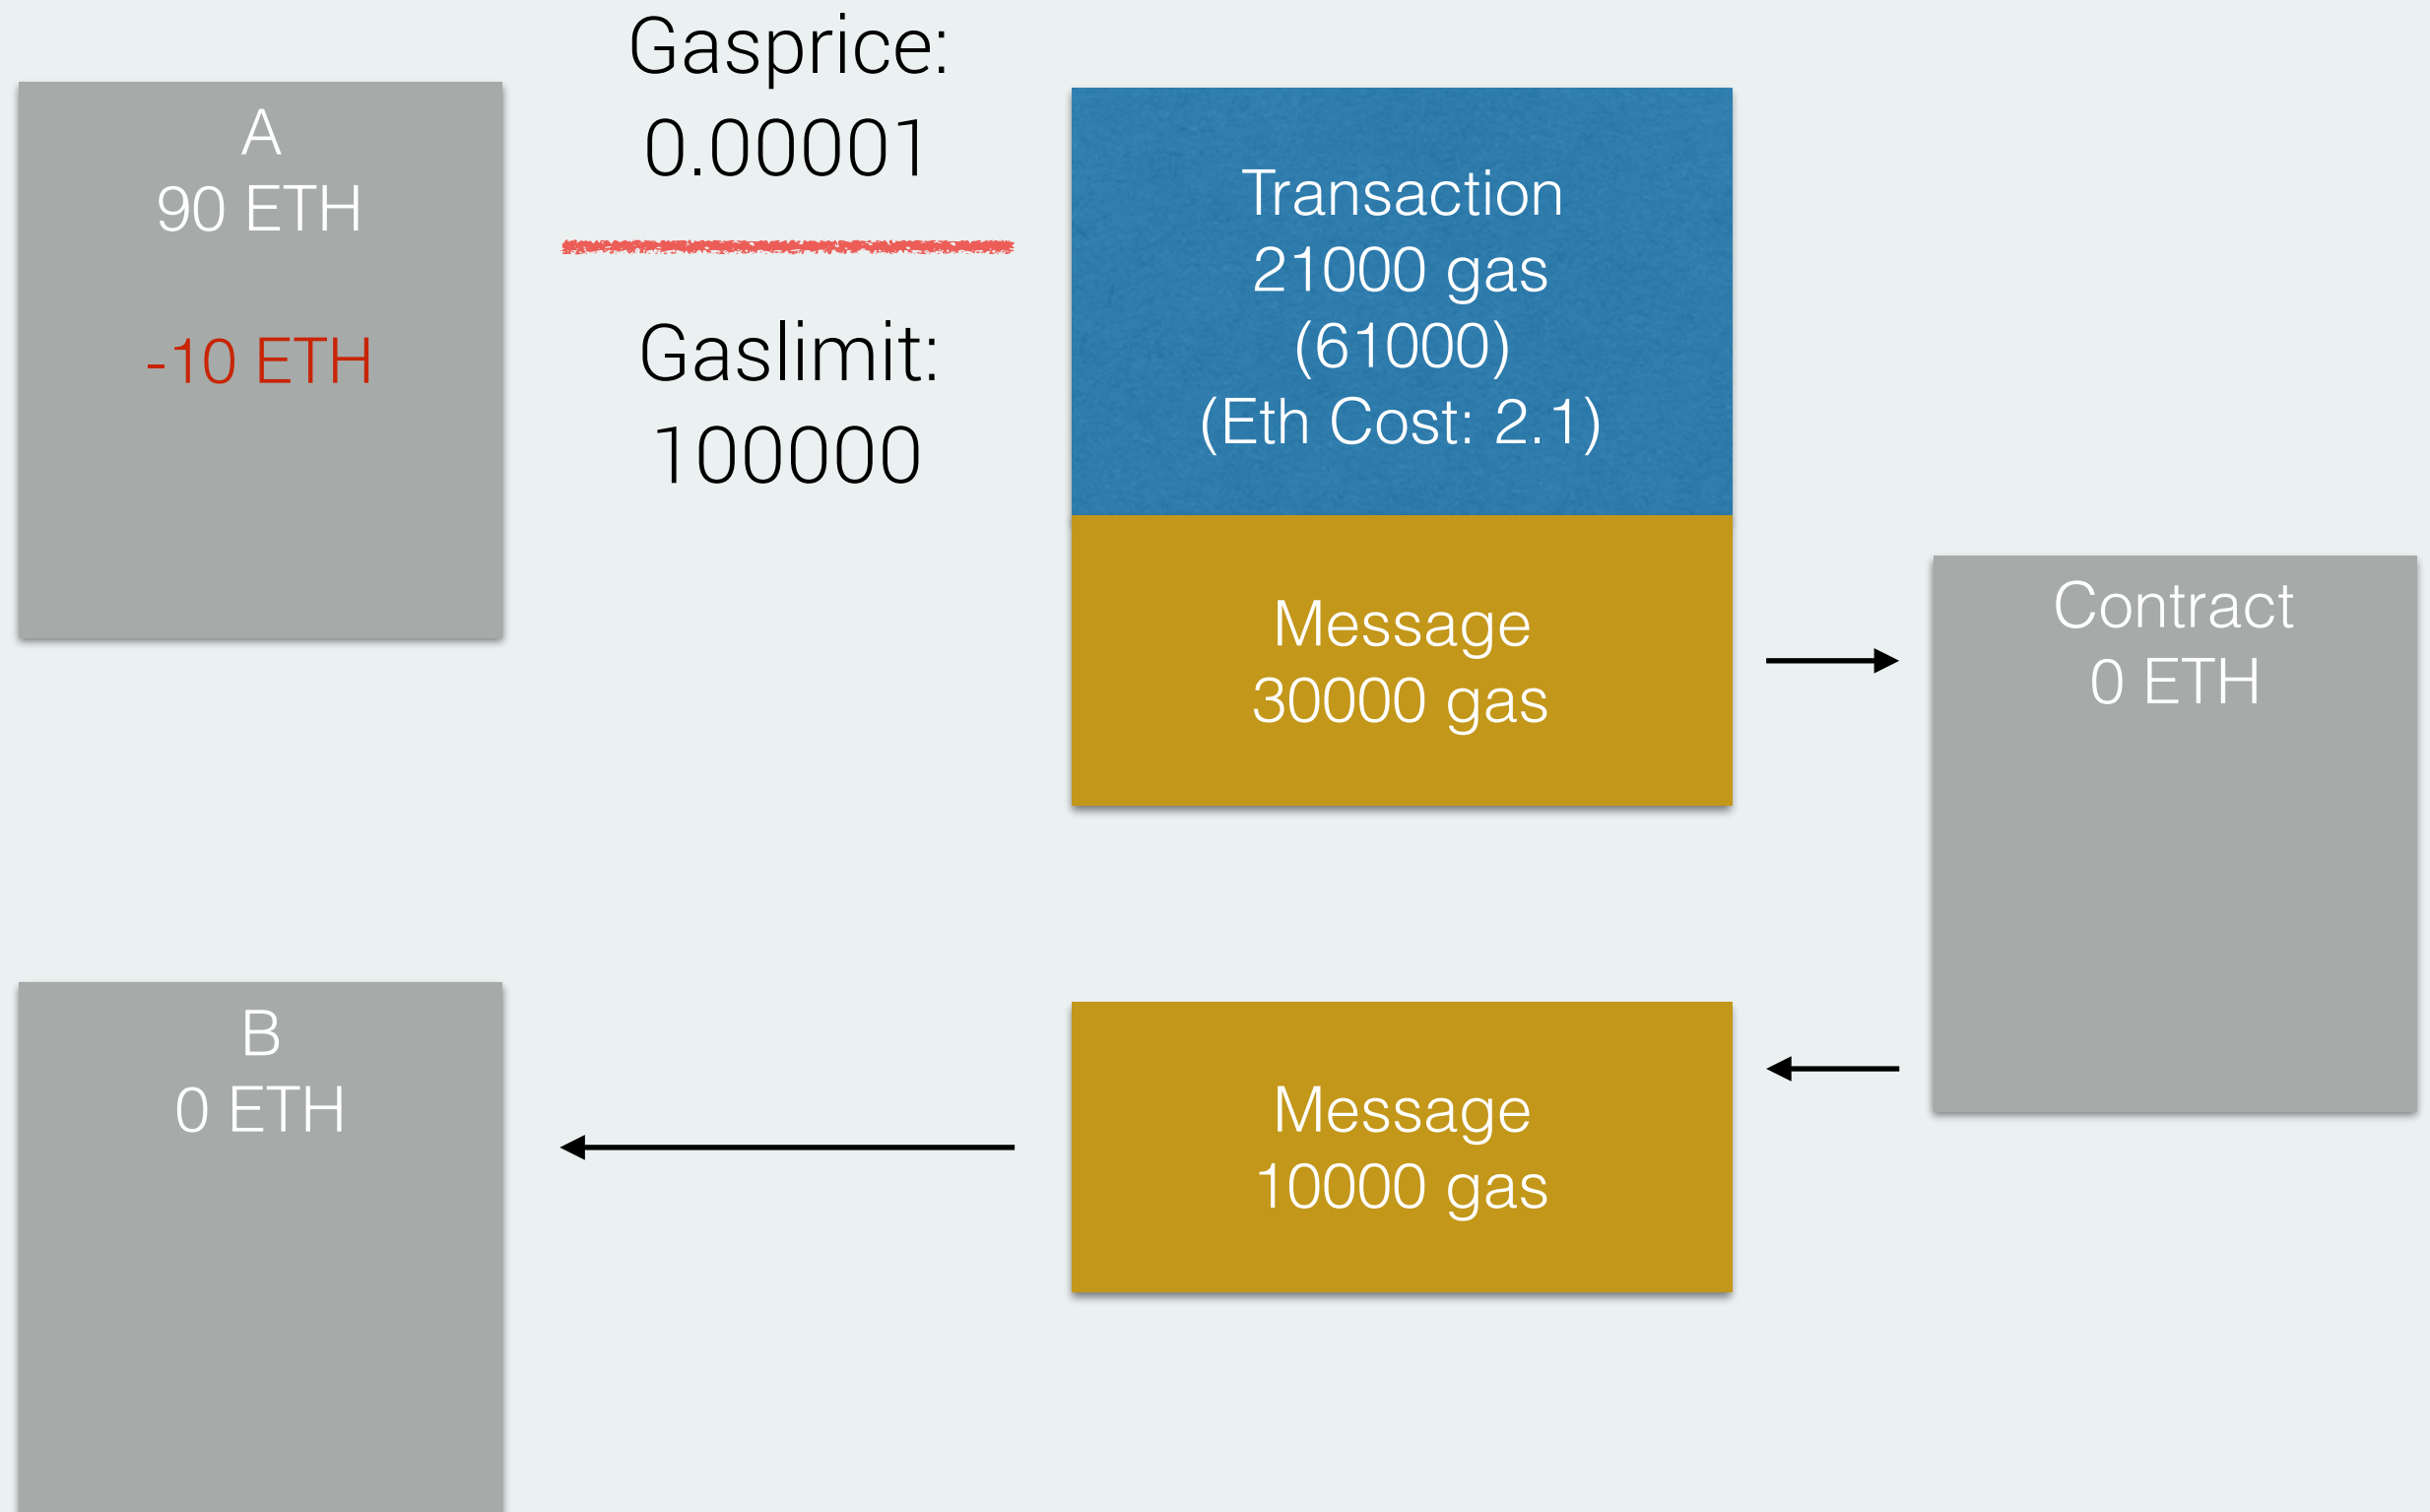 A
90 ETH
-10 ETH
Gasprice:
0.00001
Gaslimit:
100000
Transaction
21000 gas
(61000)
(Eth Cost: 2.1)
Message
30000 gas
Contract
0 ETH
B
0 ETH
Message
10000 gas